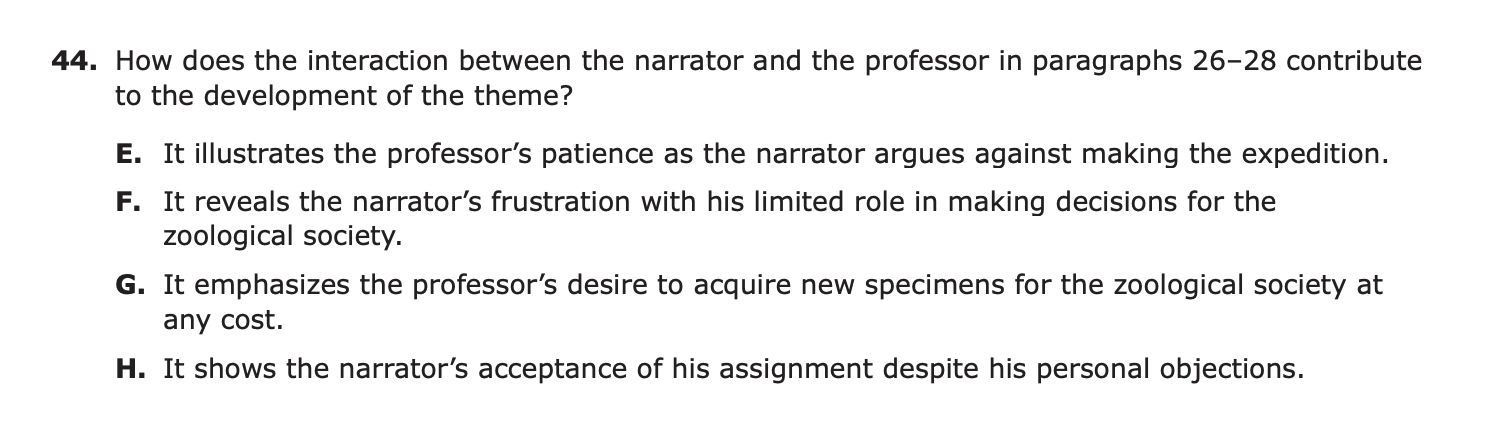 44. How does the interaction between the narrator and the professor in paragraphs 26–28 contribute
to the development of the theme?
E. It illustrates the professor’s patience as the narrator argues against making the expedition.
F. It reveals the narrator’s frustration with his limited role in making decisions for the
zoological society.
G. It emphasizes the professor’s desire to acquire new specimens for the zoological society at
any cost.
H. It shows the narrator’s acceptance of his assignment despite his personal objections.